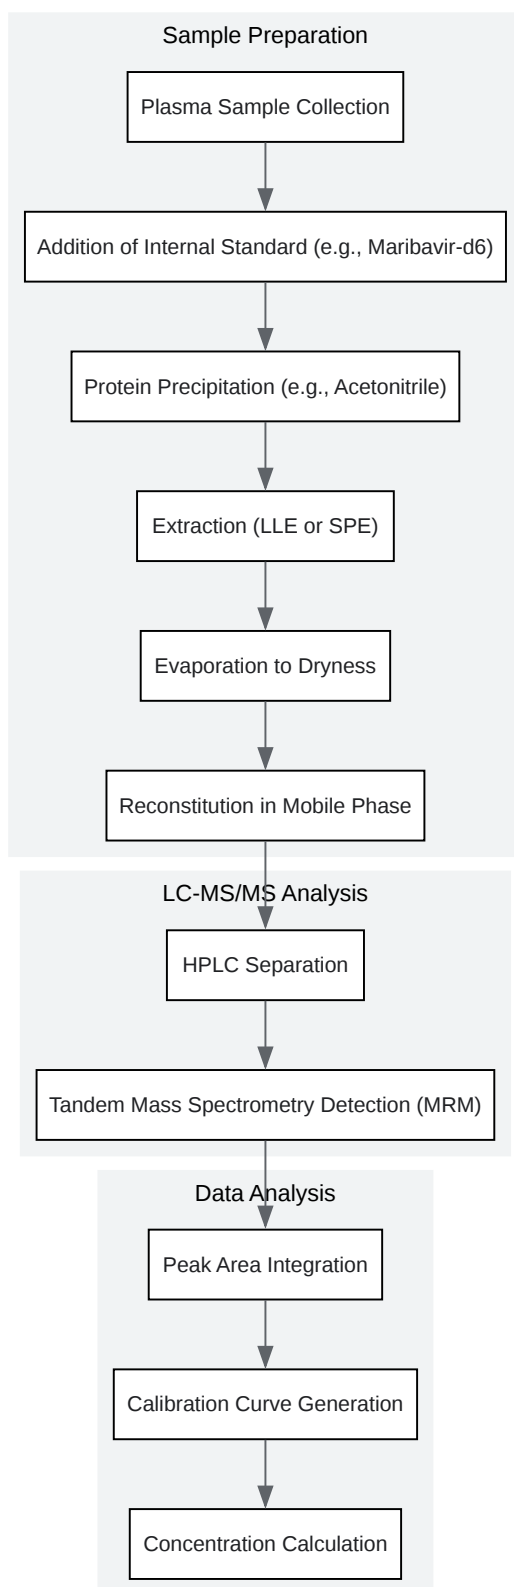 Sample Preparation
Plasma Sample Collection
Addition of Internal Standard (e.g., Maribavir-d6)
Protein Precipitation (e.g., Acetonitrile)
Extraction (LLE or SPE)
Evaporation to Dryness
Reconstitution in Mobile Phase
LC-MS/MS Analysis
HPLC Separation
Tandem Mass Spectrometry Detection (MRM)
Data Analysis
Peak Area Integration
Calibration Curve Generation
Concentration Calculation